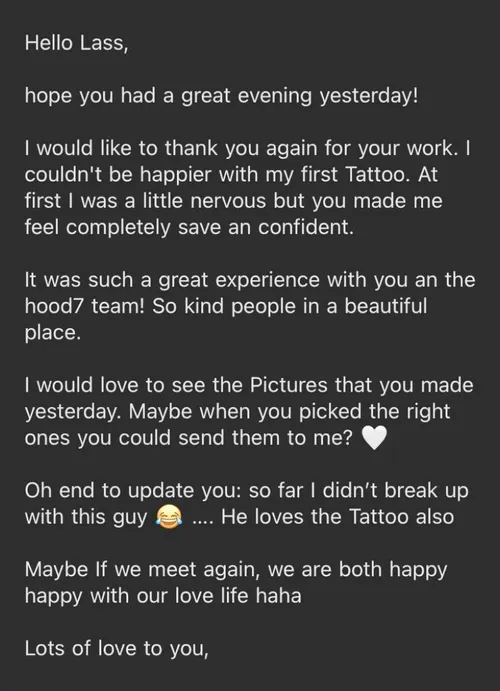 Hello Lass,
hope you had a great evening yesterday!
I would like to thank you again for your work. I
couldn't be happier with my first Tattoo. At
first I was a little nervous but you made me
feel completely save an confident.
It was such a great experience with you an the
hood7 team! So kind people in a beautiful
place.
I would love to see the Pictures that you made
yesterday. Maybe when you picked the right
ones you could send them to me? 🤍
Oh end to update you: so far I didn’t break up
with this guy 😂 .... He loves the Tattoo also
Maybe If we meet again, we are both happy
happy with our love life haha
Lots of love to you,